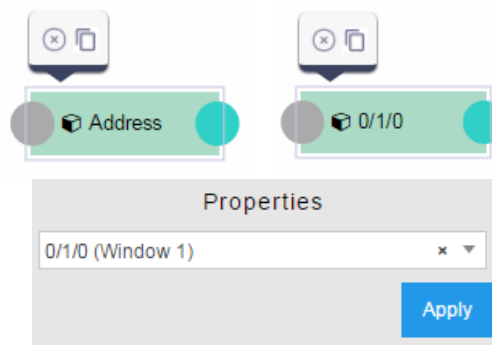 Address
0/1/0
Properties
0/1/0 (Window 1)
Apply